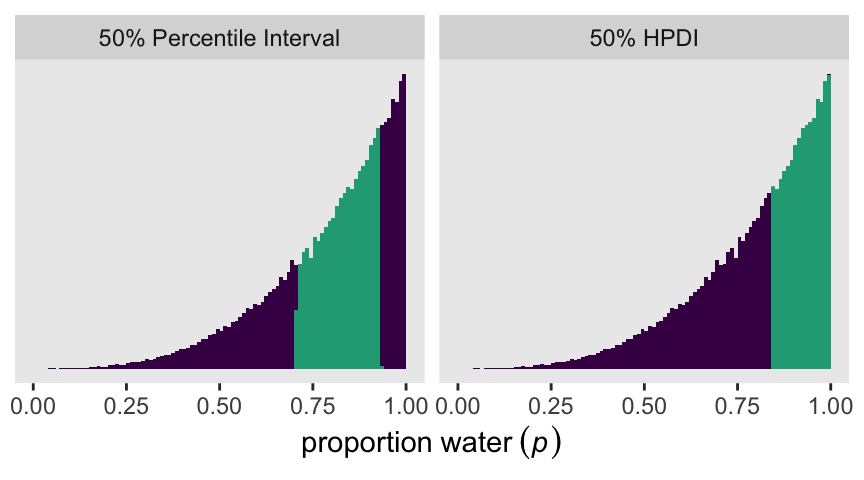 50% Percentile Interval 50% HPDI
0.00 0.25 0.50 0.75 1.00 0.00 0.25 0.50 0.75 1.00
proportion water (p)